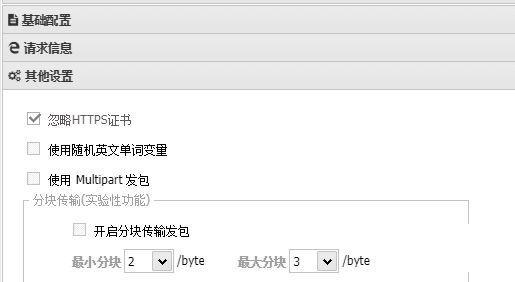 基础配置
请求信息
其他设置
忽略HTTPS证书
使用随机英文单词变量
使用 Multipart 发包
分块传输(实验性功能)
开启分块传输发包
最小分块 2 /byte 最大分块 3 /byte